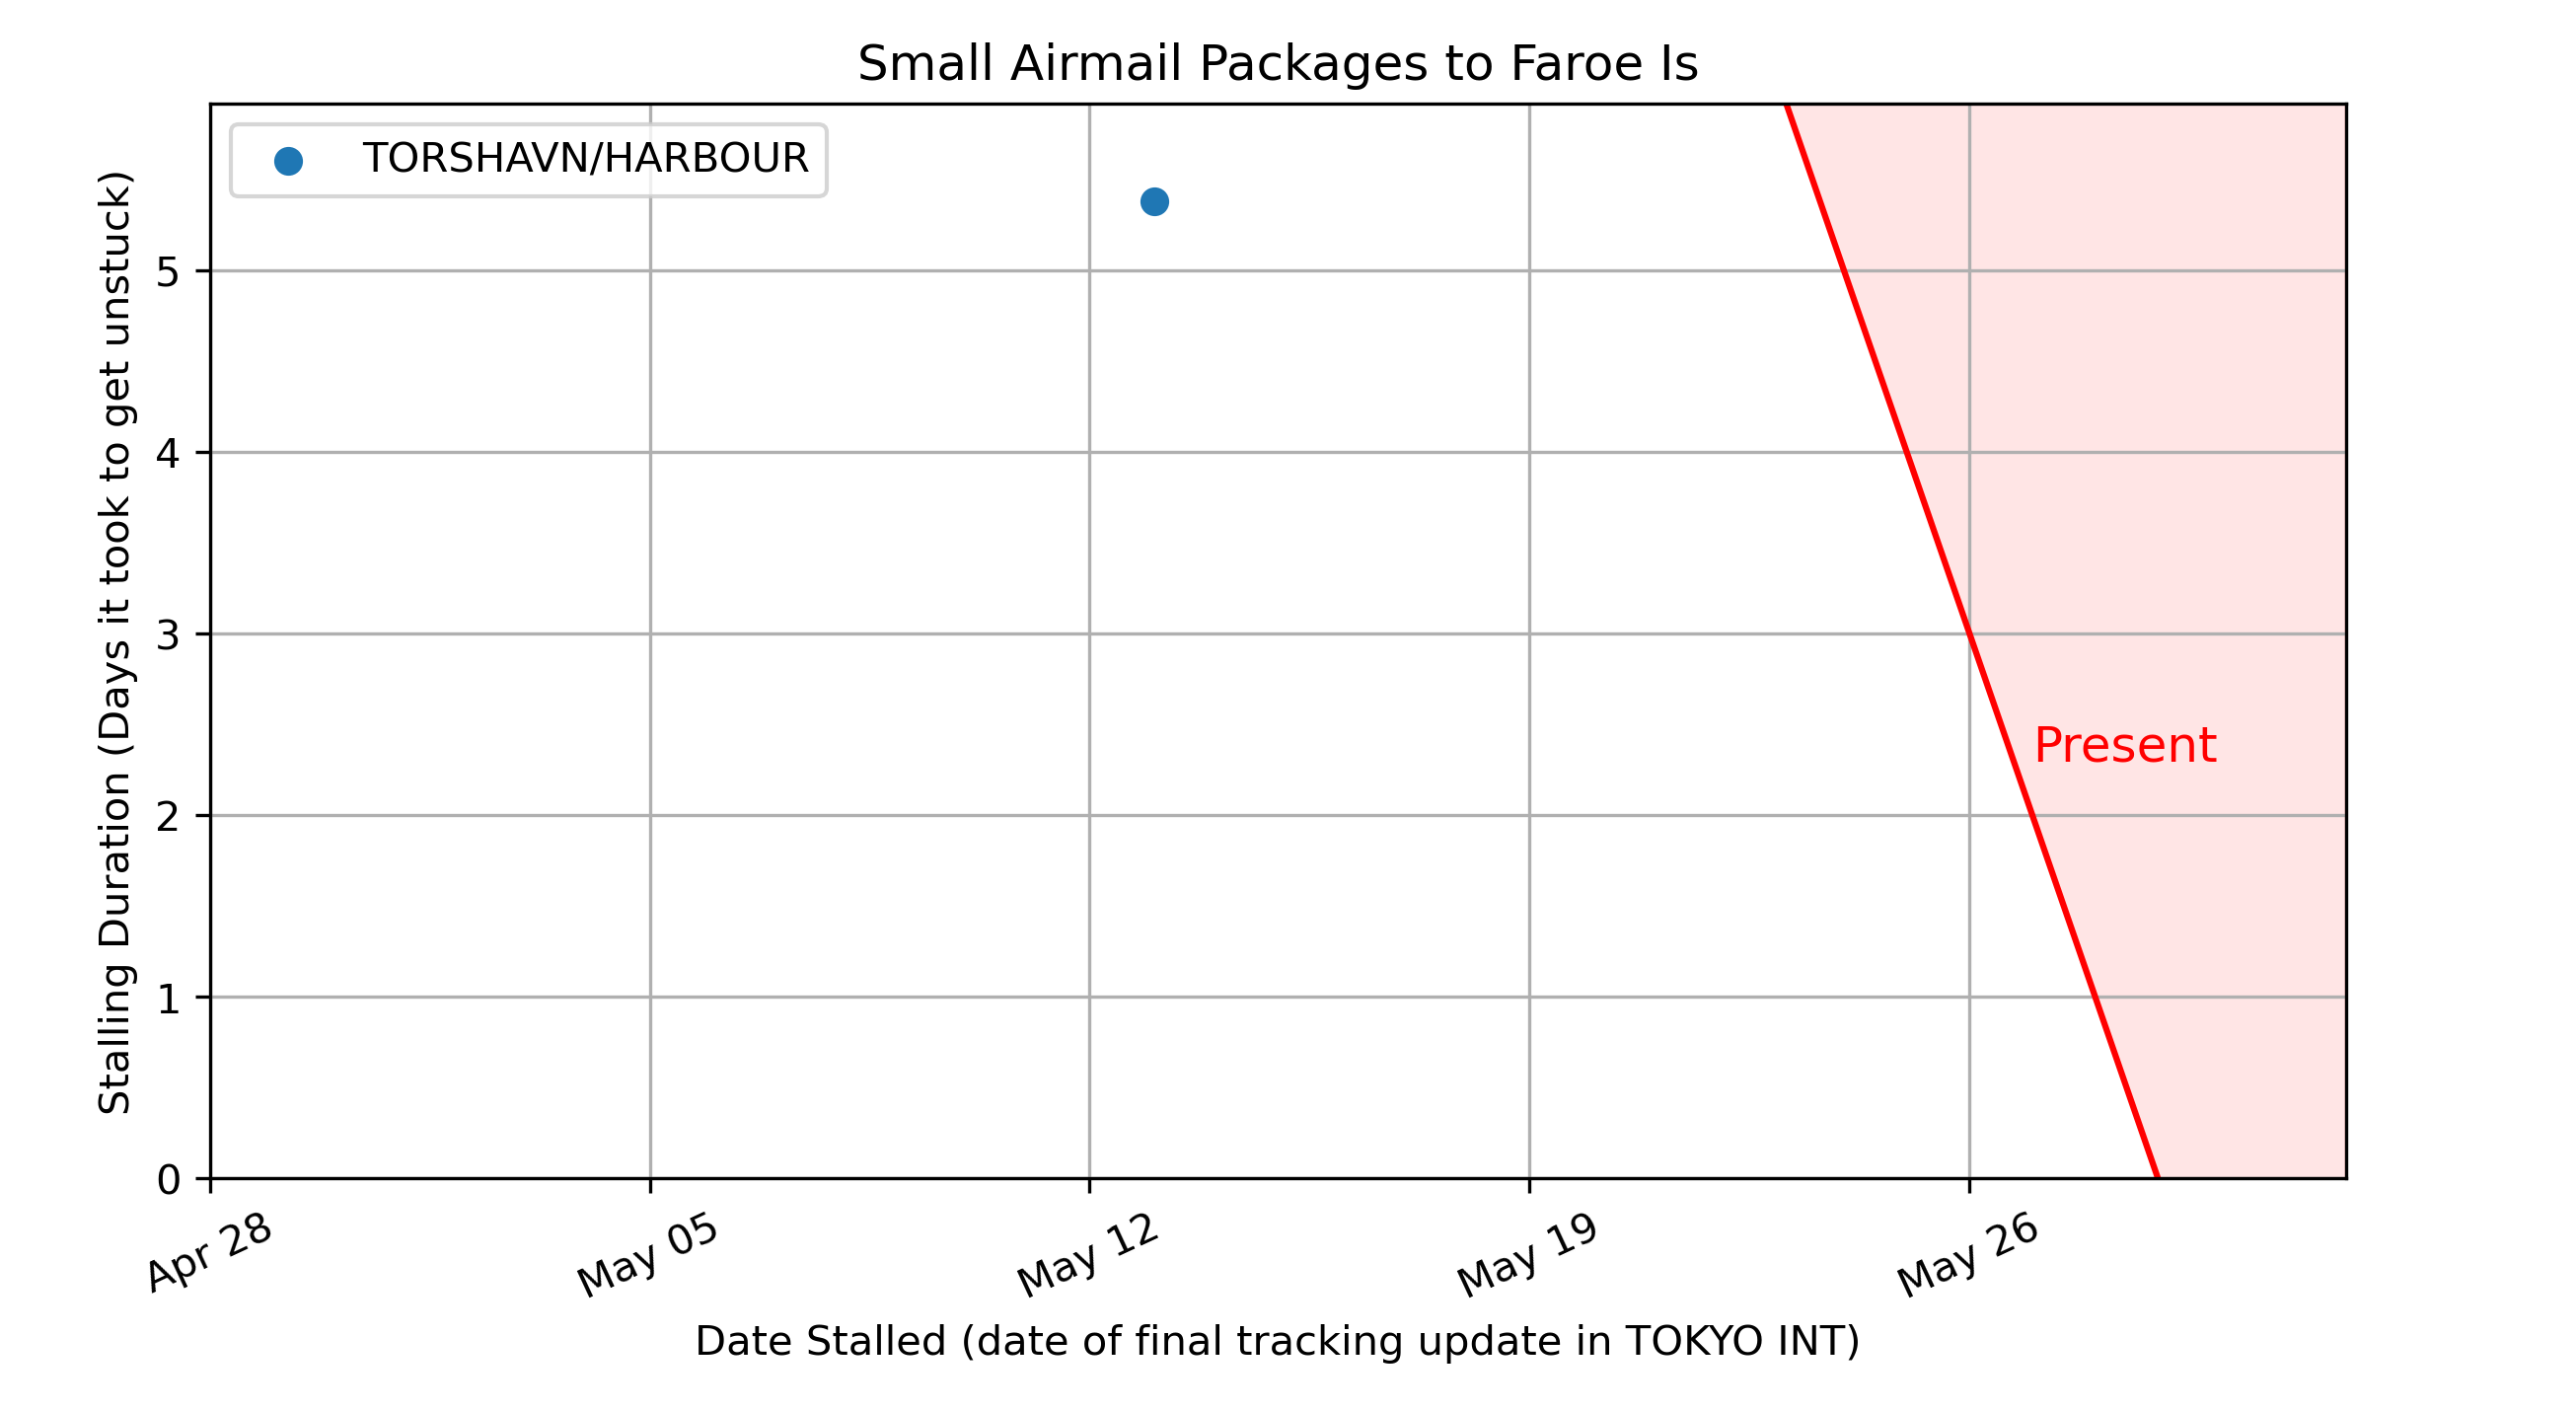 Small Airmail Packages to Faroe Is
TORSHAVN/HARBOUR
Stalling Duration (Days it took to get unstuck)
5
4
3
2
1
0
Present
Apr 28
May 05
May 12
May 19
May 26
Date Stalled (date of final tracking update in TOKYO INT)